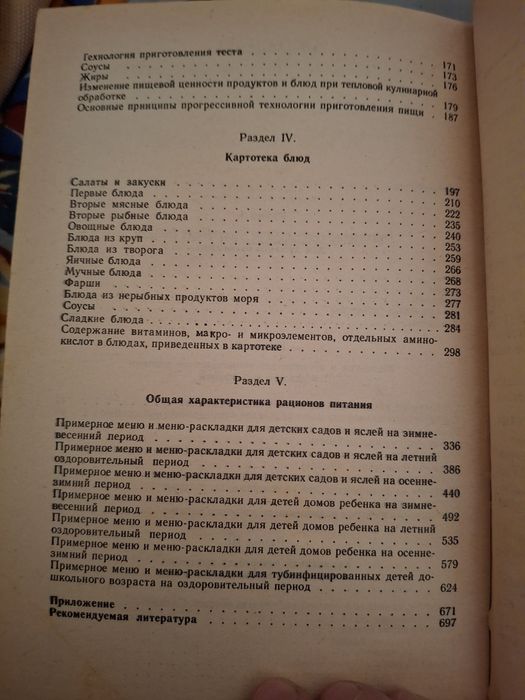 Технология приготовления теста . . . . . . . . . . 171
Соусы . . . . . . . . . . 173
Жиры . . . . . . . . . . 176
Изменение пищевой ценности продуктов и блюд при тепловой кулинарной
обработке . . . . . . . . . . 179
Основные принципы прогрессивной технологии приготовления пищи . 187
Раздел IV.
Картотека блюд
Салаты и закуски . . . . . . . . . . 197
Первые блюда . . . . . . . . . . 210
Вторые мясные блюда . . . . . . . . . . 222
Вторые рыбные блюда . . . . . . . . . . 235
Овощные блюда . . . . . . . . . . 240
Блюда из круп . . . . . . . . . . 253
Блюда из творога . . . . . . . . . . 259
Яичные блюда . . . . . . . . . . 266
Мучные блюда . . . . . . . . . . 268
Фарши . . . . . . . . . . 273
Блюда из нерыбных продуктов моря . . . . . . . . . . 277
Соусы . . . . . . . . . . 281
Сладкие блюда . . . . . . . . . . 284
Содержание витаминов, макро- и микроэлементов, отдельных амино-
кислот в блюдах, приведенных в картотеке . . . . . . . . . . 298
Раздел V.
Общая характеристика рационов питания
Примерное меню и меню-раскладки для детских садов и яслей на зимне-
весенний период . . . . . . . . . . 336
Примерное меню и меню-раскладки для детских садов и яслей на летний
оздоровительный период . . . . . . . . . . 386
Примерное меню и меню-раскладки для детских садов и яслей на осенне-
зимний период . . . . . . . . . . 440
Примерное меню и меню-раскладки для детей домов ребенка на зимне-
весенний период . . . . . . . . . . 492
Примерное меню и меню-раскладки для детей домов ребенка на летний
оздоровительный период . . . . . . . . . . 535
Примерное меню и меню-раскладки для детей домов ребенка на осенне-
зимний период . . . . . . . . . . 579
Примерное меню и меню-раскладки для тубинфицированных детей до-
школьного возраста на оздоровительный период . . . . . . . . . . 624
Приложение . . . . . . . . . . 671
Рекомендуемая литература . . . . . . . . . . 697